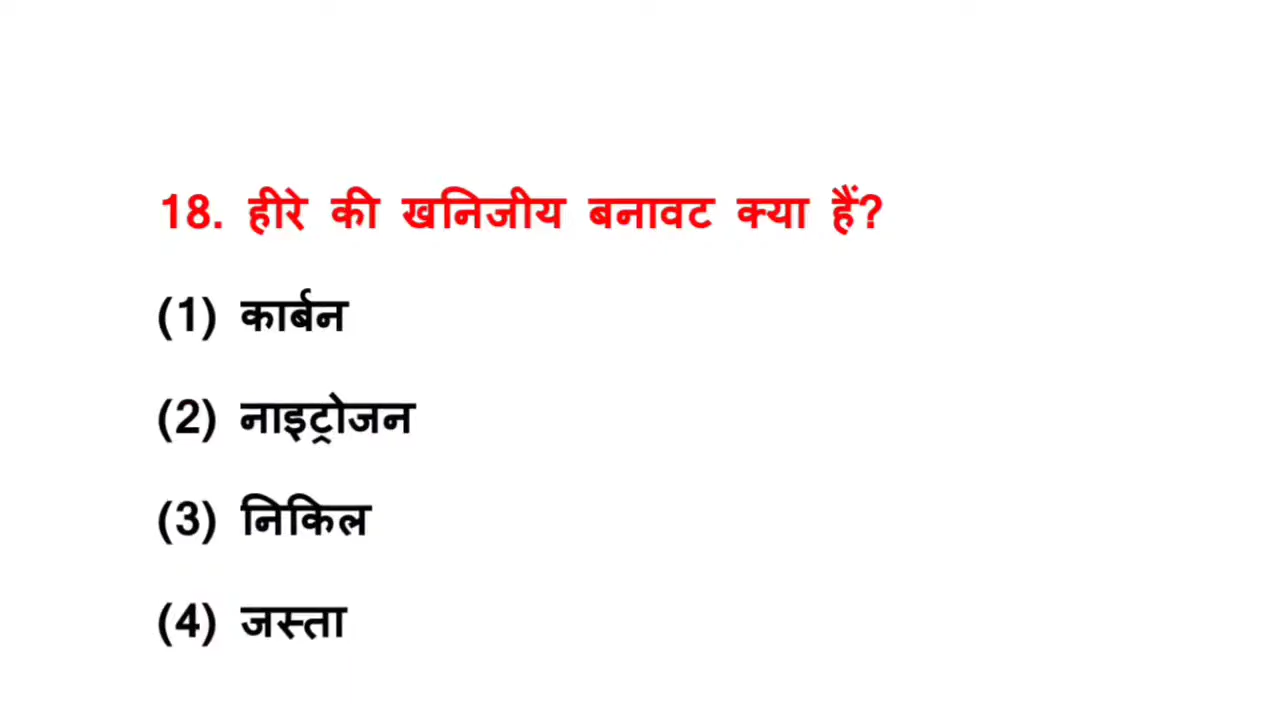 18. हीरे की खनिजीय बनावट क्या हैं?
(1) कार्बन
(2) नाइट्रोजन
(3) निकिल
(4) जस्ता